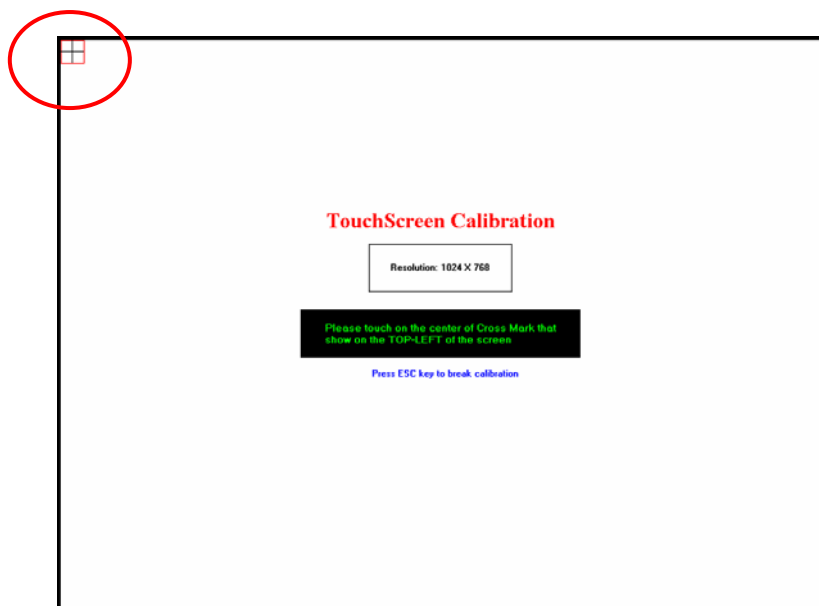 TouchScreen Calibration
Resolution: 1024 X 768
Please touch on the center of Cross Mark that
show on the TOP-LEFT of the screen
Press ESC key to break calibration